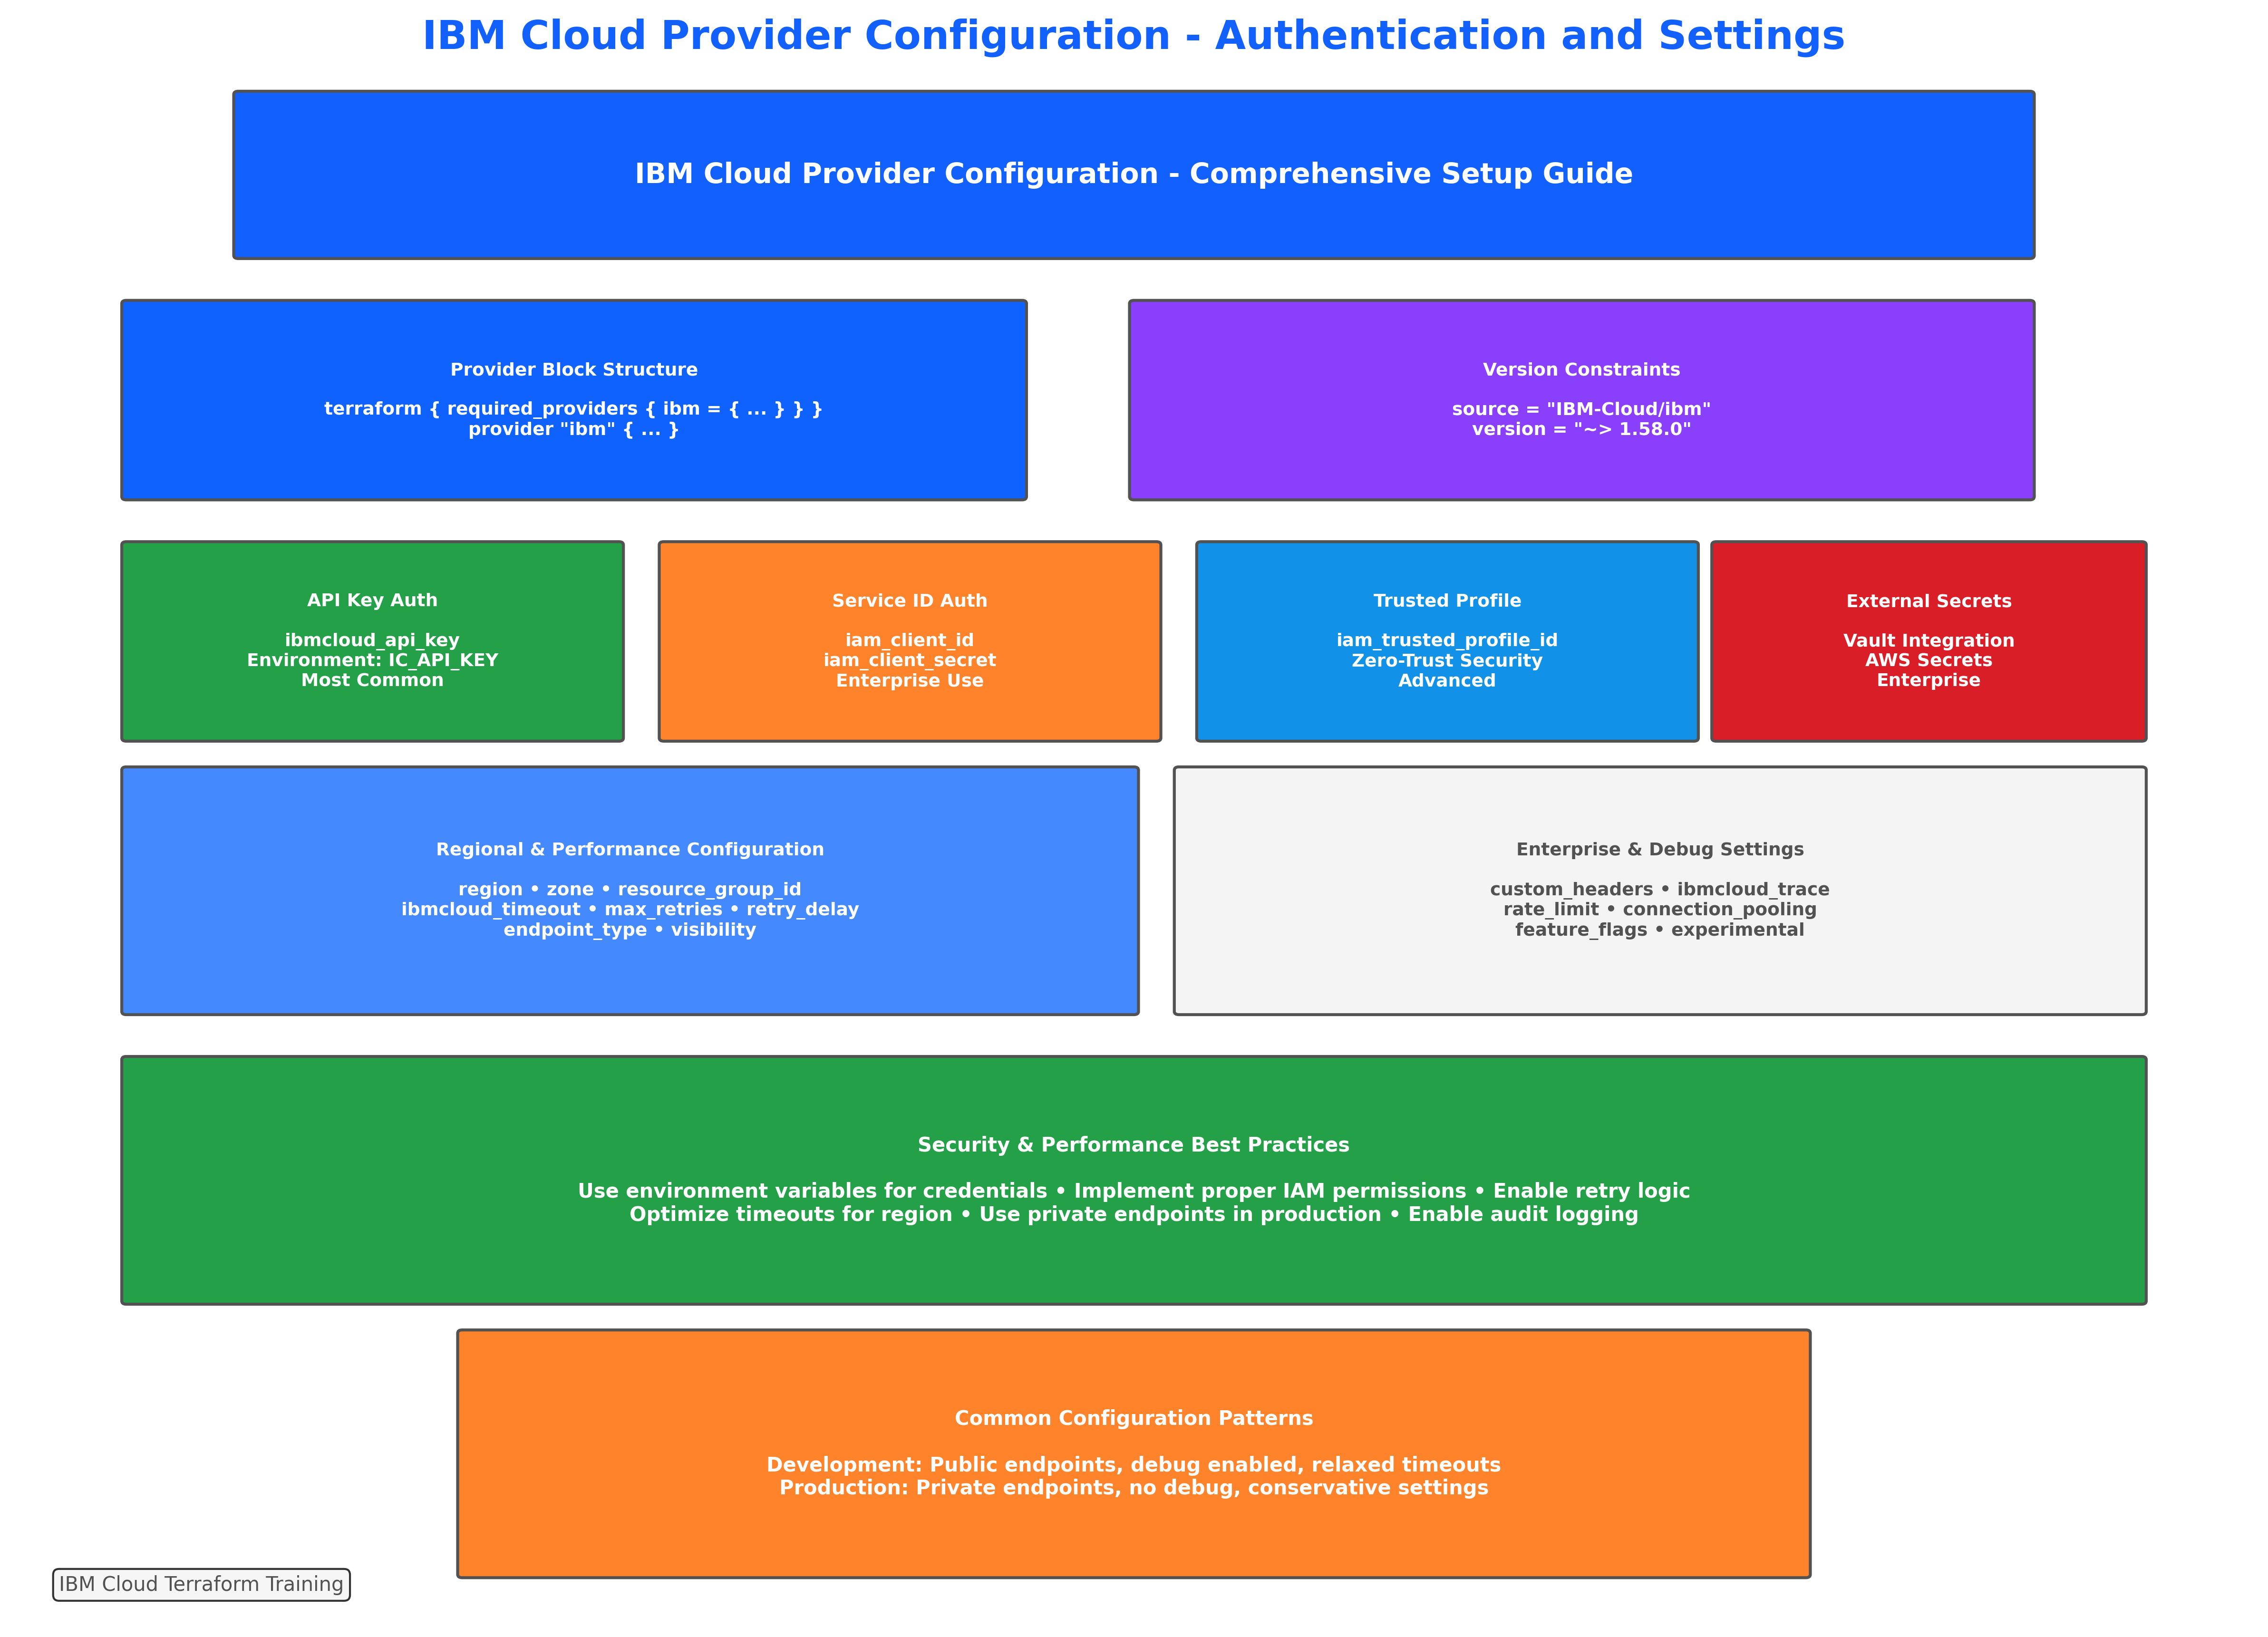 IBM Cloud Provider Configuration - Authentication and Settings
IBM Cloud Provider Configuration - Comprehensive Setup Guide
Provider Block Structure
terraform { required_providers { ibm = { ... } } }
provider "ibm" { ... }
Version Constraints
source = "IBM-Cloud/ibm"
version = "~> 1.58.0"
API Key Auth
ibmcloud_api_key
Environment: IC_API_KEY
Most Common
Service ID Auth
iam_client_id
iam_client_secret
Enterprise Use
Trusted Profile
iam_trusted_profile_id
Zero-Trust Security
Advanced
External Secrets
Vault Integration
AWS Secrets
Enterprise
Regional & Performance Configuration
region • zone • resource_group_id
ibmcloud_timeout • max_retries • retry_delay
endpoint_type • visibility
Enterprise & Debug Settings
custom_headers • ibmcloud_trace
rate_limit • connection_pooling
feature_flags • experimental
Security & Performance Best Practices
Use environment variables for credentials • Implement proper IAM permissions • Enable retry logic
Optimize timeouts for region • Use private endpoints in production • Enable audit logging
Common Configuration Patterns
Development: Public endpoints, debug enabled, relaxed timeouts
Production: Private endpoints, no debug, conservative settings
IBM Cloud Terraform Training